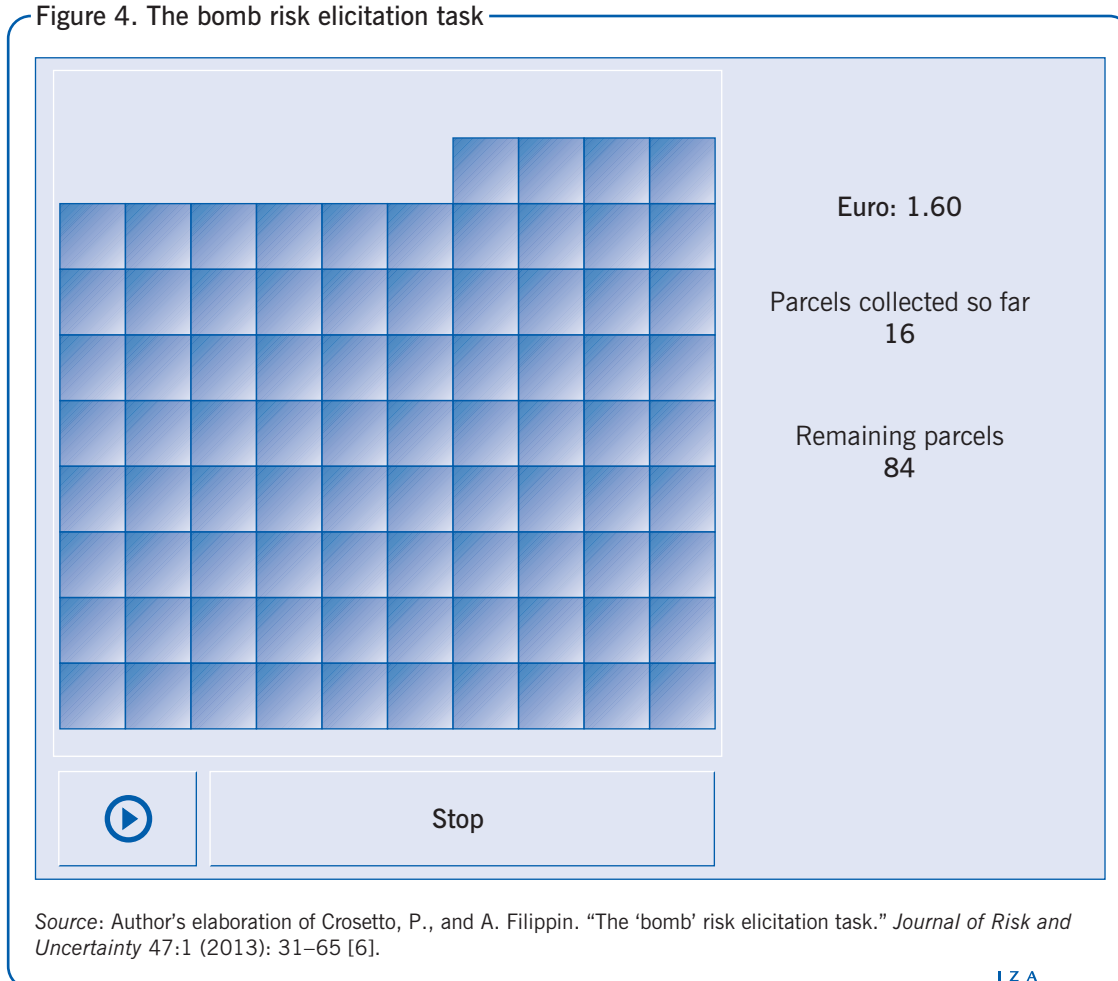 Figure 4. The bomb risk elicitation task
Euro: 1.60
Parcels collected so far
16
Remaining parcels
84
Stop
Source: Author’s elaboration of Crosetto, P., and A. Filippin. “The ‘bomb’ risk elicitation task.” Journal of Risk and
Uncertainty 47:1 (2013): 31–65 [6].
I Z A